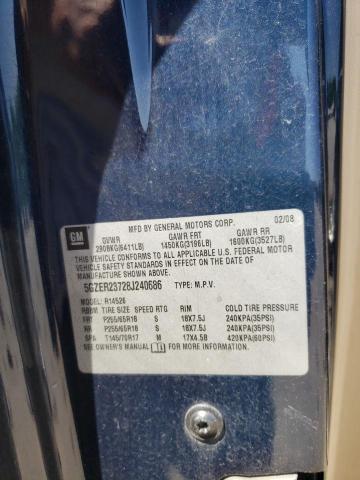 MFD BY GENERAL MOTORS CORP. 02/08
GM GVWR GAWR FRT GAWR RR
2908KG(6411LB) 1450KG(3196LB) 1600KG(3527LB)
THIS VEHICLE CONFORMS TO ALL APPLICABLE U.S. FEDERAL MOTOR
VEHICLE SAFETY STANDARDS IN EFFECT ON THE DATE OF
MANUFACTURE SHOWN ABOVE.
5GZER23728J240686 TYPE: M.P.V.
MODEL: R14526
TIRE SIZE SPEED RTG RIM COLD TIRE PRESSURE
FRT P255/65R18 S 18X7.5J 240KPA(35PSI)
RR P255/65R18 S 18X7.5J 240KPA(35PSI)
SPA T145/70R17 M 17X4.5B 420KPA(60PSI)
SEE OWNER'S MANUAL FOR MORE INFORMATION.